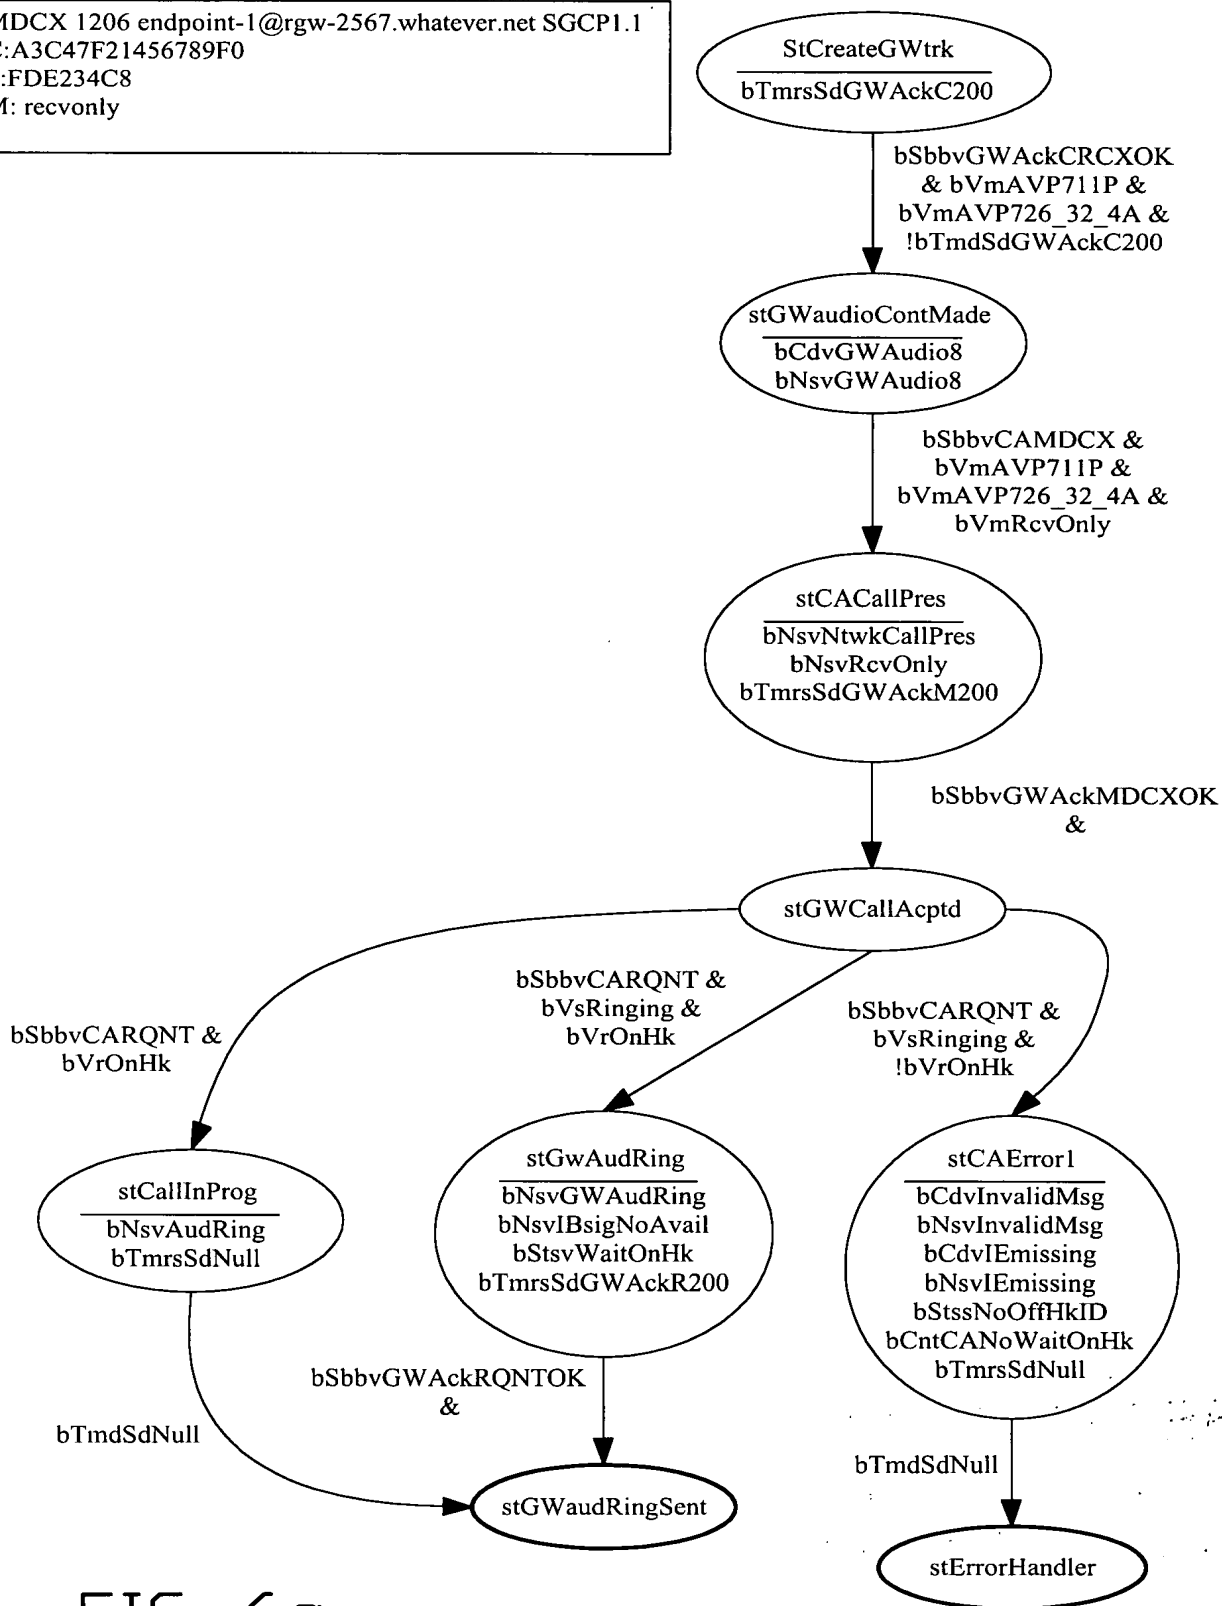 MDCX 1206 endpoint-1@rgw-2567.whatever.net SGCP1.1
:A3C47F21456789F0
:FDE234C8
M: recvonly
StCreateGWtrk
bTmrsSdGWAckC200
bSbbvGWAckCRCXOK
& bVmAVP711P &
bVmAVP726_32_4A &
!bTmdSdGWAckC200
stGWaudioContMade
bCdvGWAudio8
bNsvGWAudio8
bSbbvCAMDCX &
bVmAVP711P &
bVmAVP726_32_4A &
bVmRcvOnly
stCACallPres
bNsvNtwkCallPres
bNsvRcvOnly
bTmrsSdGWAckM200
bSbbvGWAckMDCXOK
&
stGWCallAcptd
bSbbvCARQNT &
bVrOnHk
bSbbvCARQNT &
bVsRinging &
bVrOnHk
bSbbvCARQNT &
bVsRinging &
!bVrOnHk
stCallInProg
bNsvAudRing
bTmrsSdNull
stGwAudRing
bNsvGWAudRing
bNsvIBsigNoAvail
bStsvWaitOnHk
bTmrsSdGWAckR200
stCAError1
bCdvInvalidMsg
bNsvInvalidMsg
bCdvIEmissing
bNsvIEmissing
bStssNoOffHkID
bCntCANoWaitOnHk
bTmrsSdNull
bTmdSdNull
bSbbvGWAckRQNTOK
&
bTmdSdNull
stGWaudRingSent
stErrorHandler